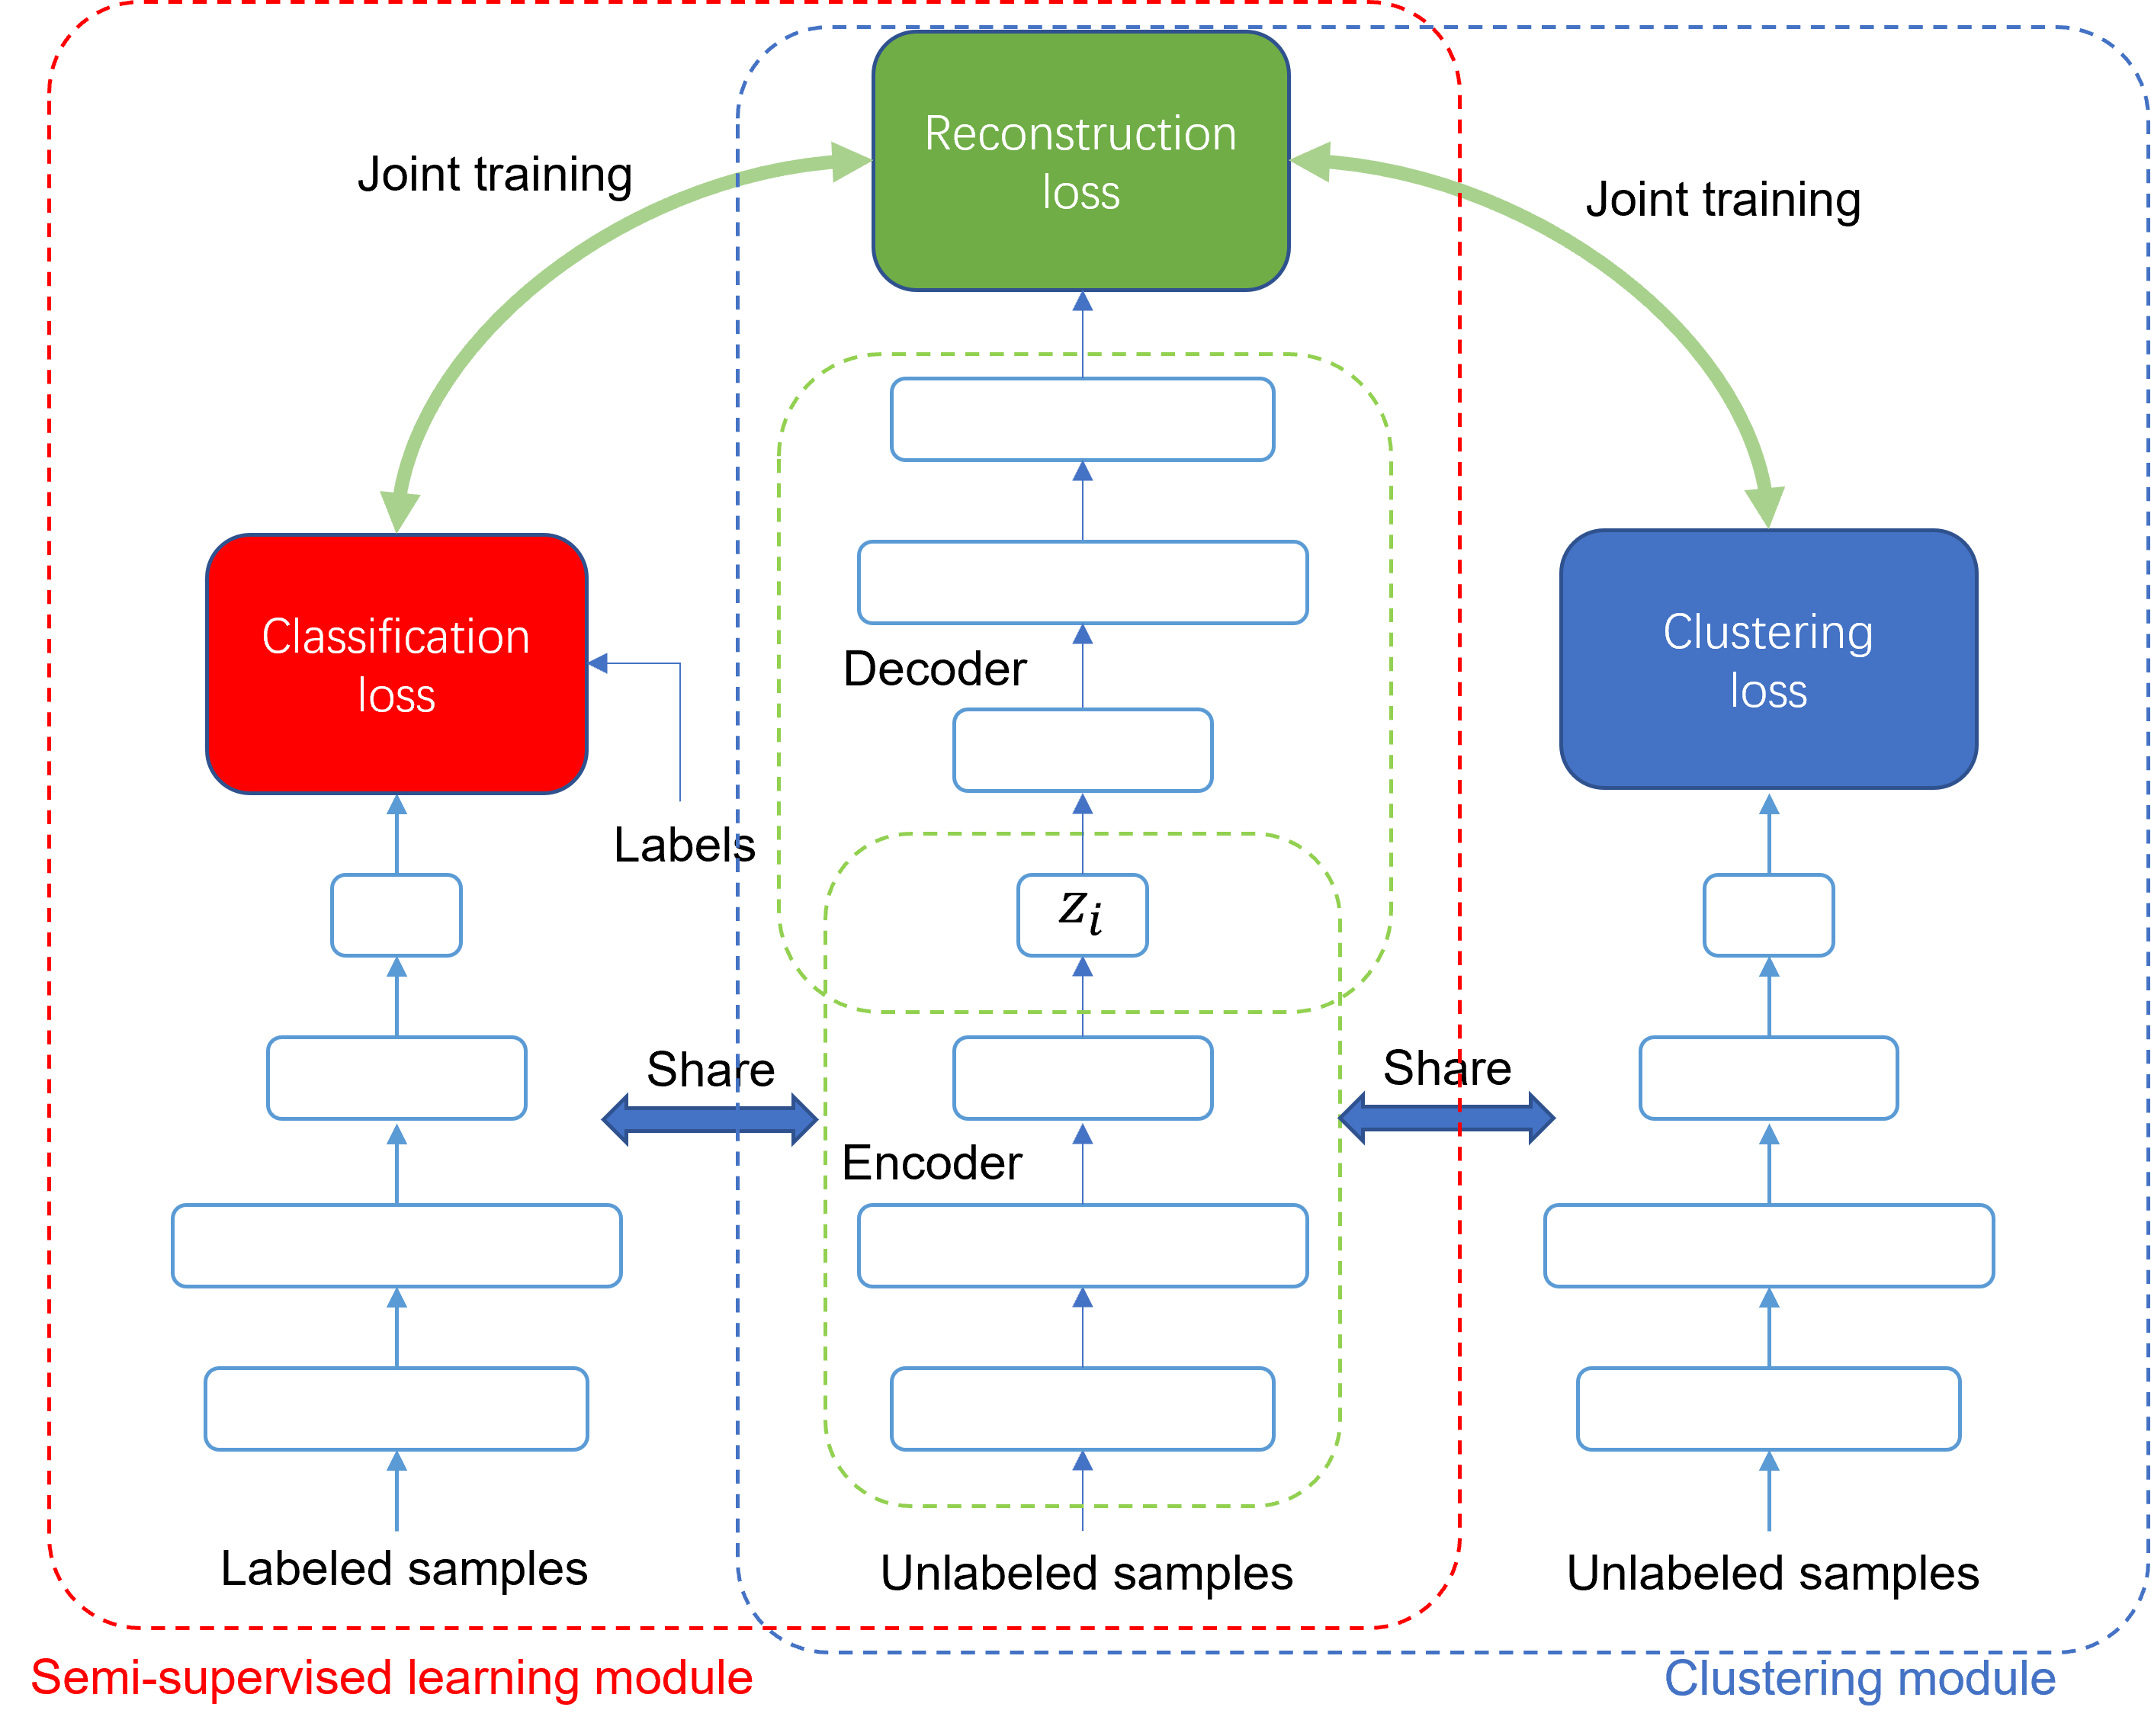 Reconstruction
loss
Joint training
Joint training
Classification
loss
Clustering
loss
Decoder
Labels
z_i
Share
Share
Encoder
Labeled samples
Unlabeled samples
Unlabeled samples
Semi-supervised learning module
Clustering module